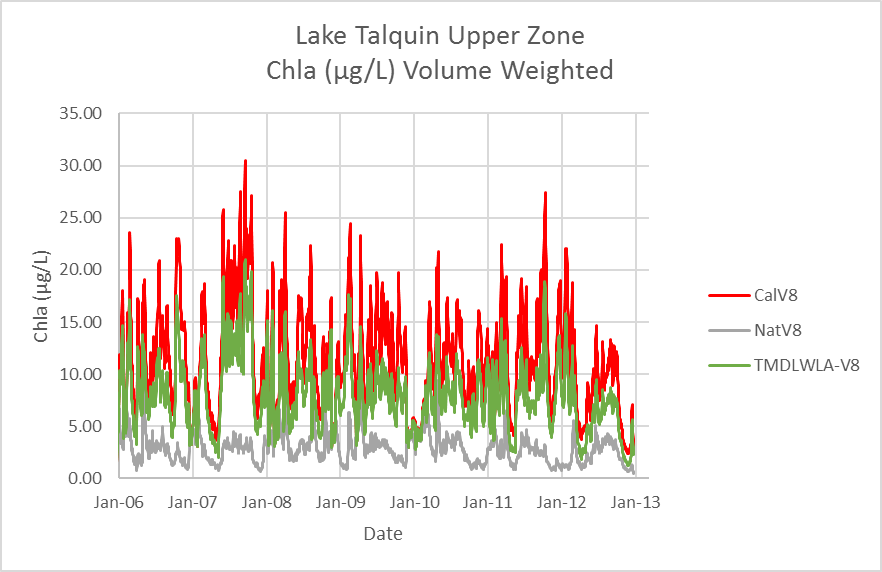 Lake Talquin Upper Zone
Chla (µg/L) Volume Weighted
35.00
30.00
25.00
20.00
15.00
10.00
5.00
0.00
Chla (µg/L)
Jan-06 Jan-07 Jan-08 Jan-09 Jan-10 Jan-11 Jan-12 Jan-13
Date
CalV8
NatV8
TMDLWLA-V8